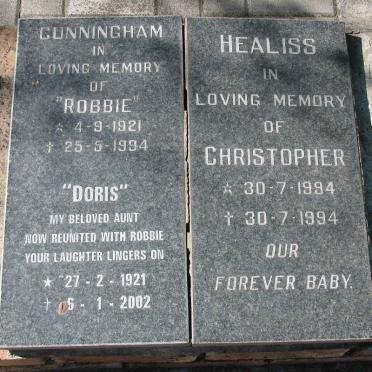 CUNNINGHAM
IN
LOVING MEMORY
OF
"ROBBIE"
☆ 4-9-1921
† 25-5-1994
"DORIS"
MY BELOVED AUNT
NOW REUNITED WITH ROBBIE
YOUR LAUGHTER LINGERS ON
★ 27 - 2 - 1921
† 6 - 1 - 2002
HEALISS
IN
LOVING MEMORY
OF
CHRISTOPHER
☆ 30-7-1994
† 30-7-1994
OUR
FOREVER BABY.